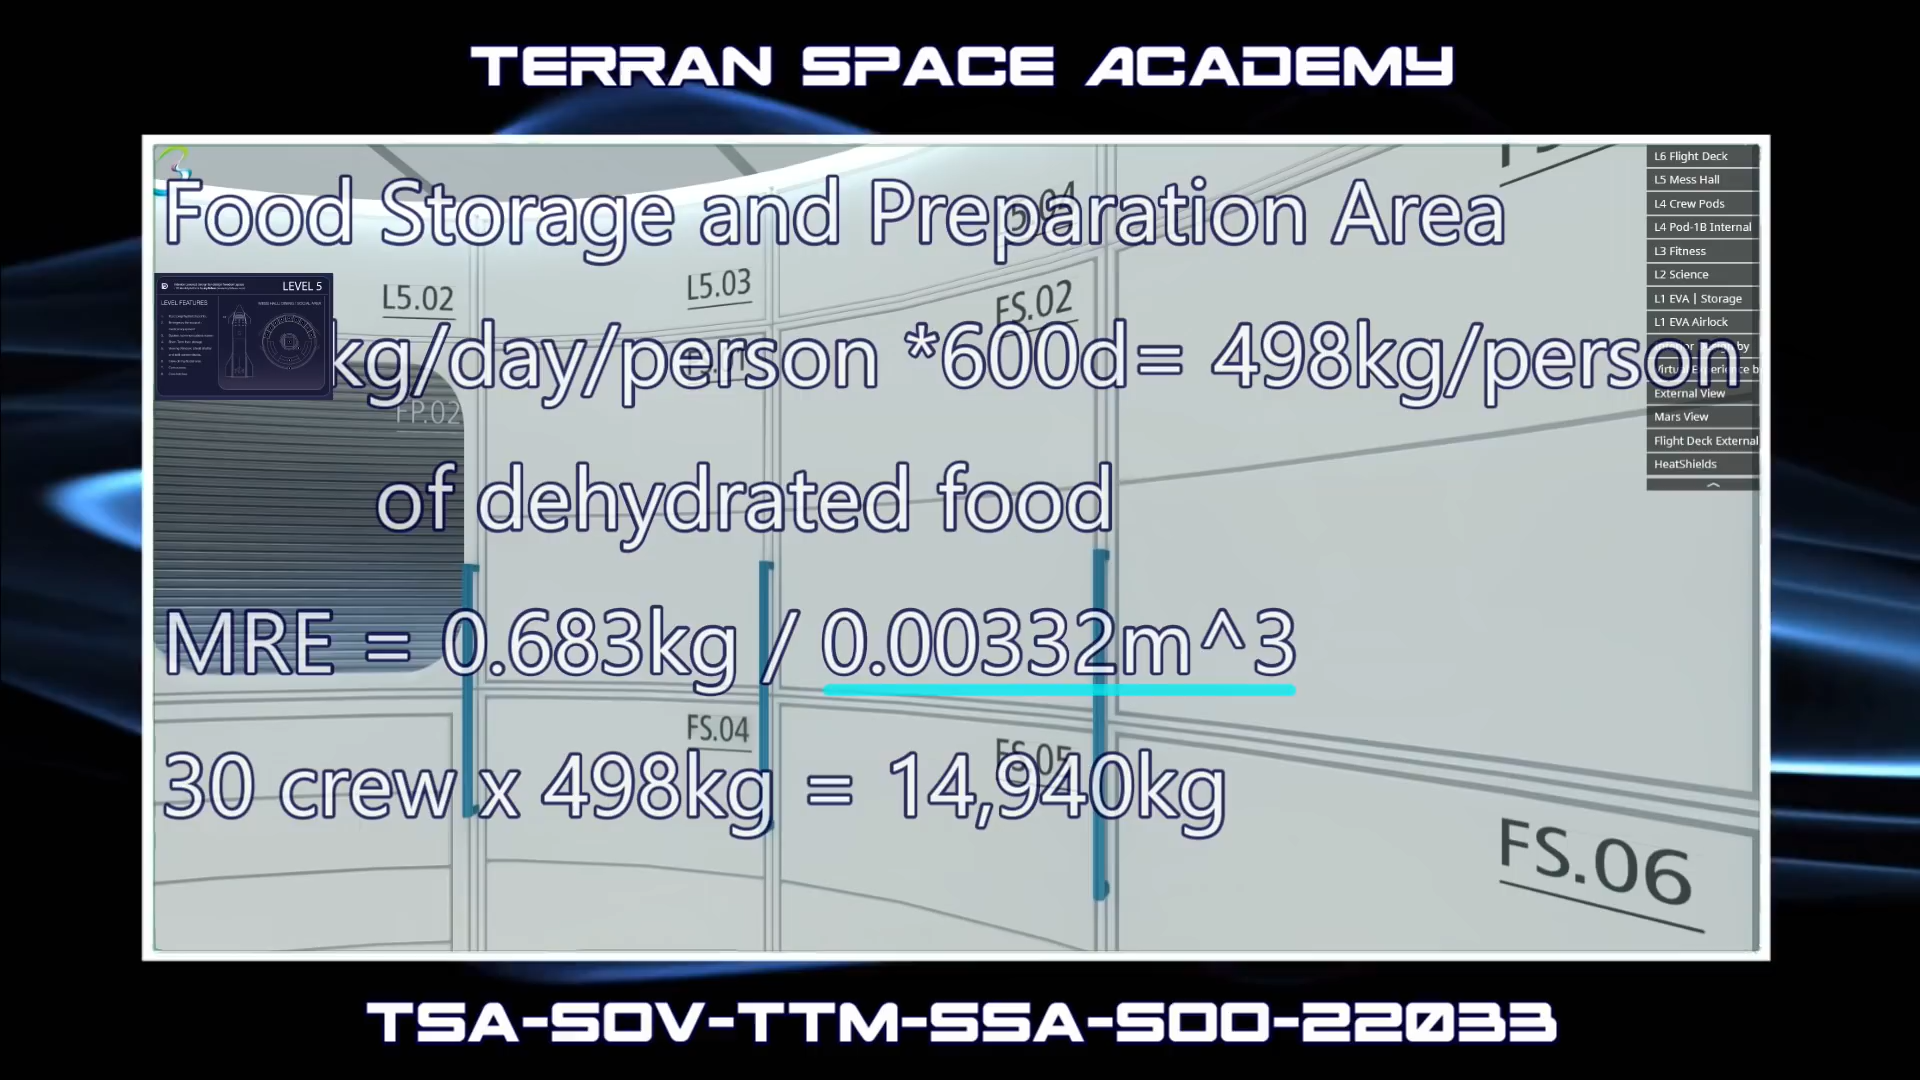 TERRAN SPACE ACADEMY
Food Storage and Preparation Area
kg/day/person *600d= 498kg/person
of dehydrated food
MRE = 0.683kg / 0.00332m^3
30 crew x 498kg = 14,940kg
LEVEL 5
LEVEL FEATURES
L5.02
L5.03
FS.02
FP.02
FS.04
FS.05
FS.06
L6 Flight Deck
L5 Mess Hall
L4 Crew Pods
L4 Pod-1B Internal
L3 Fitness
L2 Science
L1 EVA | Storage
L1 EVA Airlock
External View
Mars View
Flight Deck External
HeatShields
TSA-SOV-TTM-SSA-SOO-22033